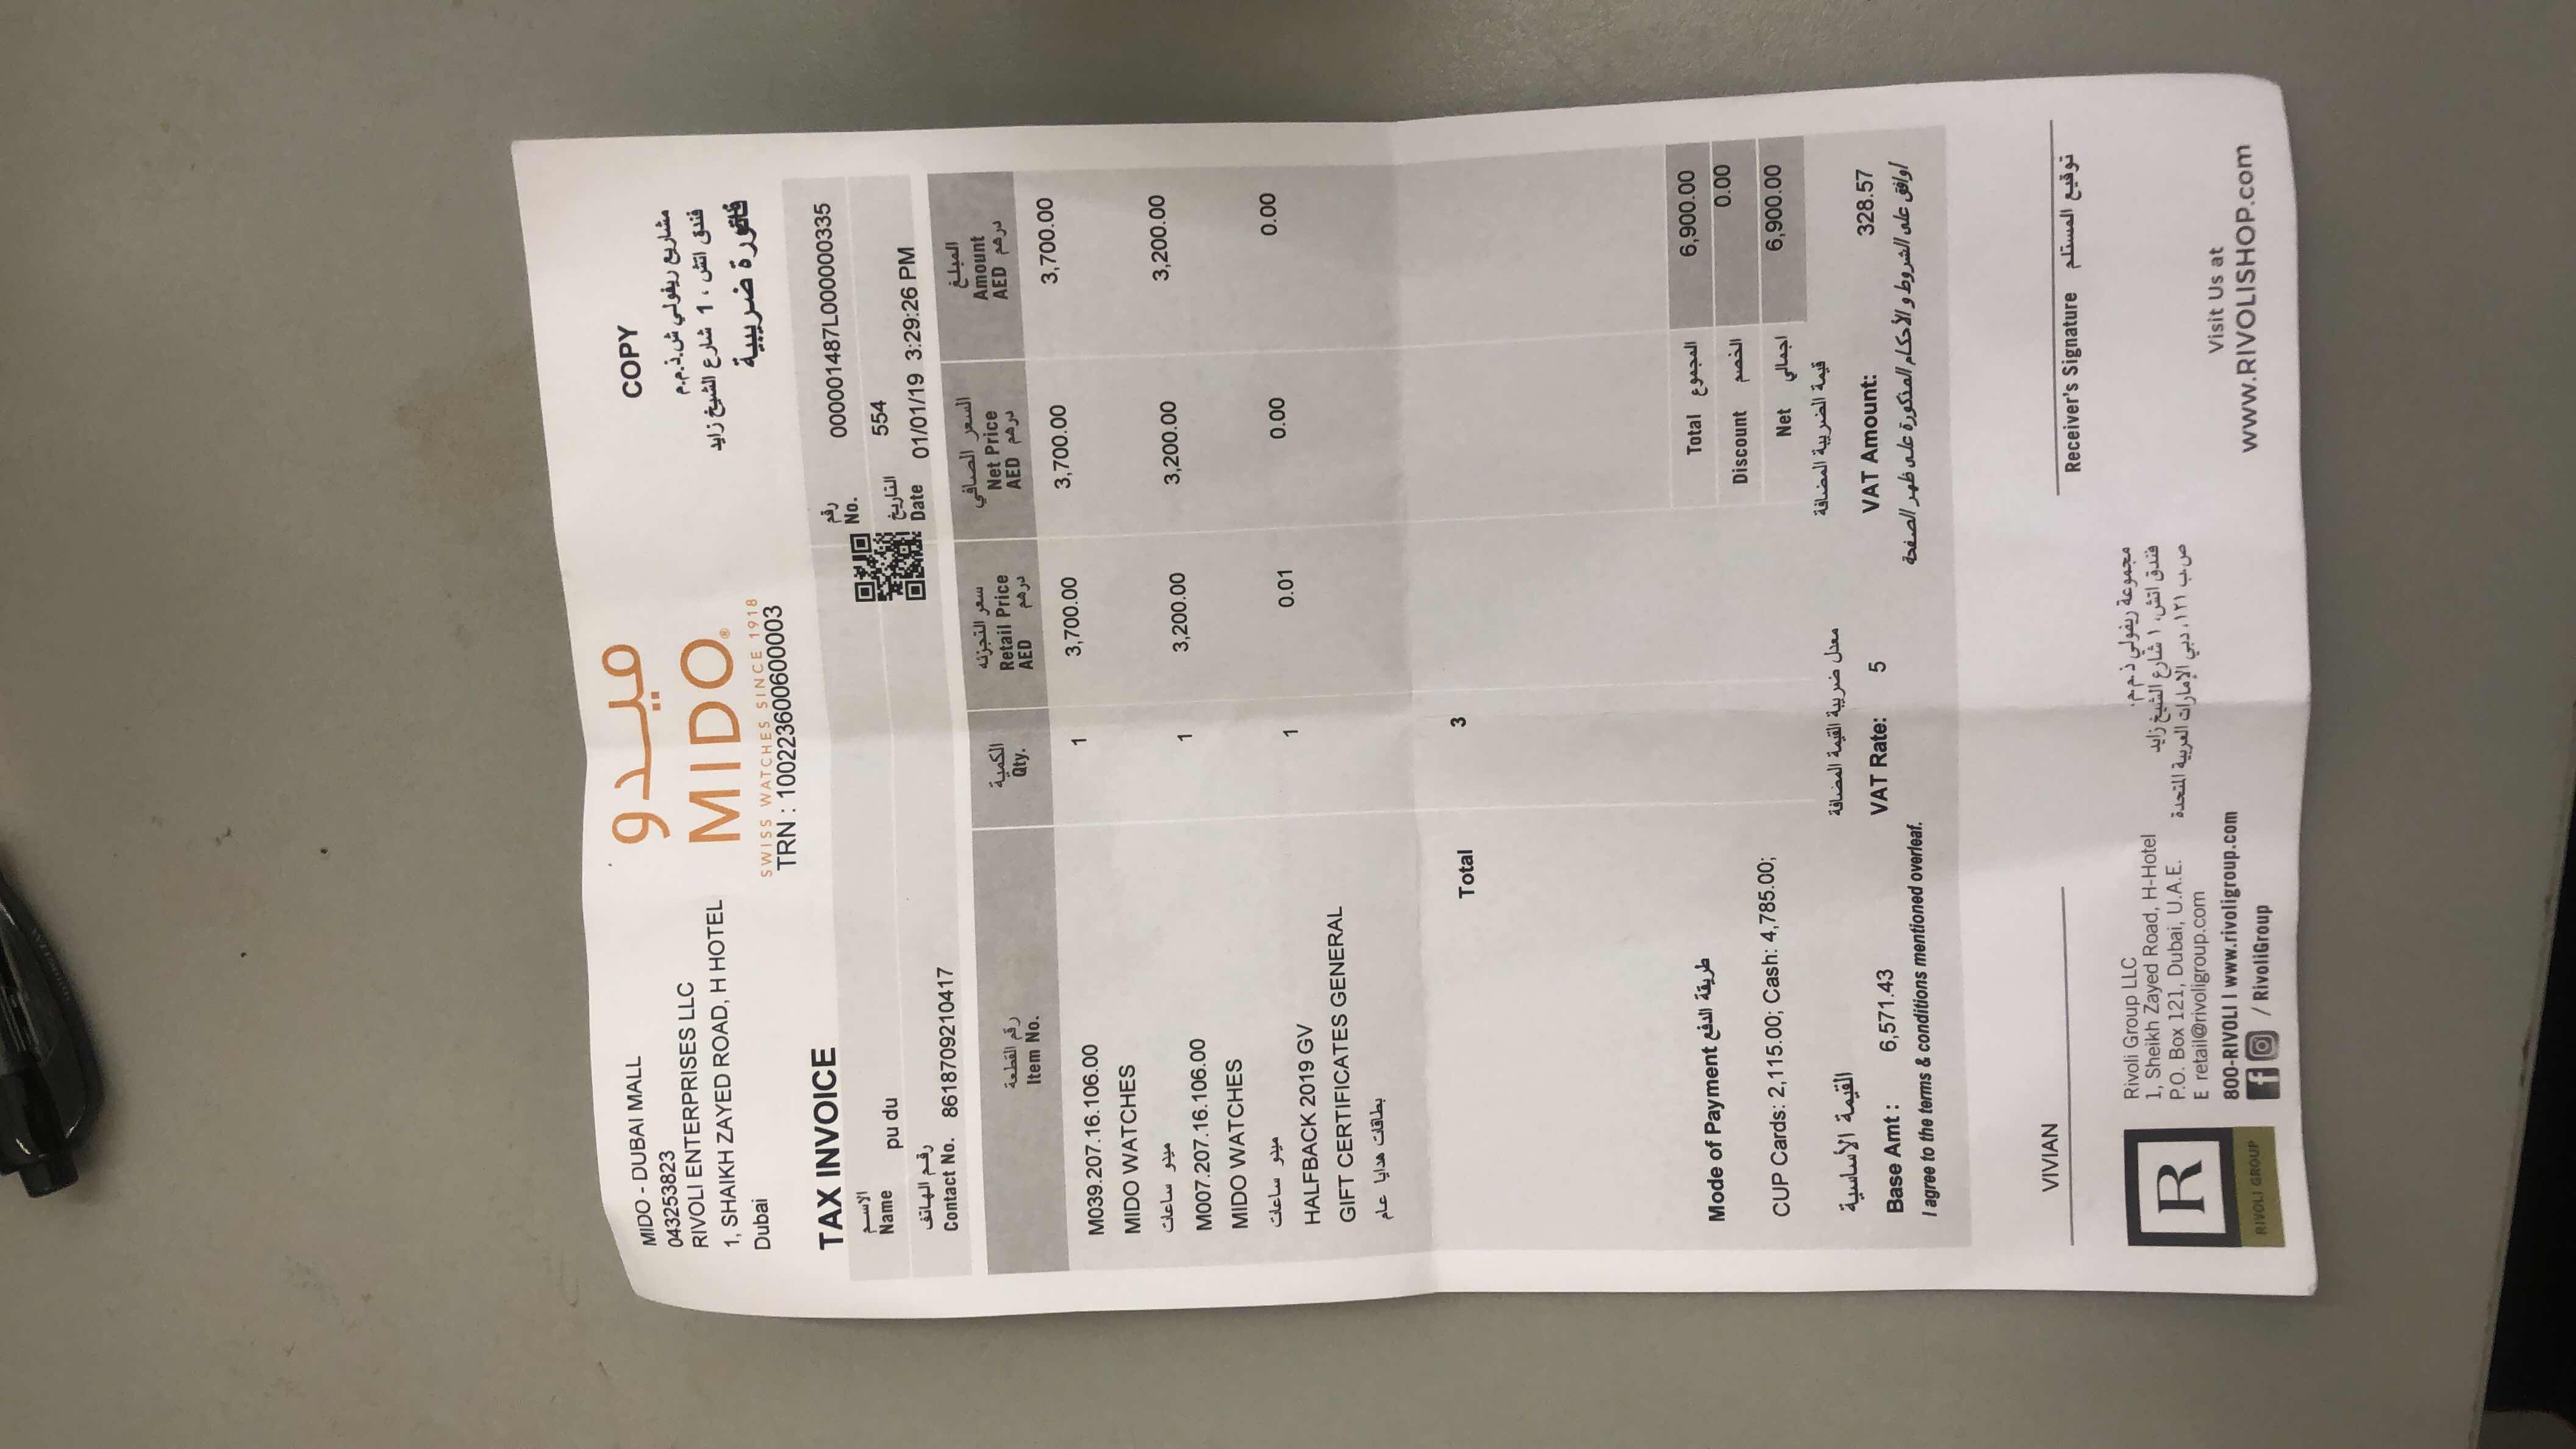 MIDO - DUBAI MALL
043253823
RIVOLI ENTERPRISES LLC
1, SHAIKH ZAYED ROAD, H HOTEL
Dubai
ميدو
MIDO®
SWISS WATCHES SINCE 1918
TRN : 100223600600003
COPY
مشاريع ريفولي ش.ذ.م.م
فندق اتش ، 1 شارع الشيخ زايد
فاتورة ضريبية
TAX INVOICE
الاسم
Name pu du
رقم الهاتف
Contact No. 8618709210417
رقم
No. 000001487L000000335
554
التاريخ
Date 01/01/19 3:29:26 PM
رقم القطعة الكمية سعر التجزئه السعر الصافي المبلغ
Item No. Qty. Retail Price Net Price Amount
AED درهم AED درهم AED درهم
M039.207.16.106.00 1 3,700.00 3,700.00 3,700.00
MIDO WATCHES
ميدو ساعات
M007.207.16.106.00 1 3,200.00 3,200.00 3,200.00
MIDO WATCHES
ميدو ساعات
HALFBACK 2019 GV 1 0.01 0.00 0.00
GIFT CERTIFICATES GENERAL
بطاقات هدايا عام
Total 3
Mode of Payment طريقة الدفع
CUP Cards: 2,115.00; Cash: 4,785.00;
Total المجموع 6,900.00
Discount الخصم 0.00
Net اجمالي 6,900.00
القيمة الأساسية معدل ضريبة القيمة المضافة قيمة الضريبة المضافة
Base Amt : 6,571.43 VAT Rate: 5 VAT Amount: 328.57
I agree to the terms & conditions mentioned overleaf.
أوافق على الشروط و الأحكام المذكورة على ظهر الصفحة
VIVIAN
Receiver's Signature توقيع المستلم
R
RIVOLI GROUP
Rivoli Group LLC
1, Sheikh Zayed Road, H-Hotel
P.O. Box 121, Dubai, U.A.E.
E retail@rivoligroup.com
800-RIVOLI I www.rivoligroup.com
/ RivoliGroup
مجموعة ريفولي ذ.م.م.
فندق اتش، ١ شارع الشيخ زايد
ص.ب ١٢١، دبي الإمارات العربية المتحدة
Visit Us at
www.RIVOLISHOP.com